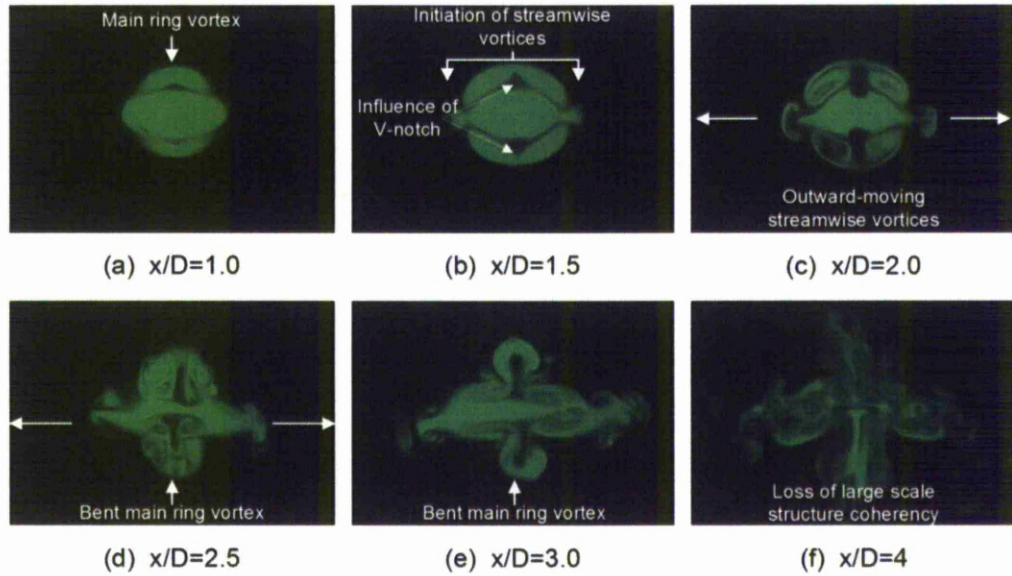 Main ring vortex
Initiation of streamwise
vortices
Influence of
V-notch
Outward-moving
streamwise vortices
(a) x/D=1.0
(b) x/D=1.5
(c) x/D=2.0
Bent main ring vortex
Bent main ring vortex
Loss of large scale
structure coherency
(d) x/D=2.5
(e) x/D=3.0
(f) x/D=4